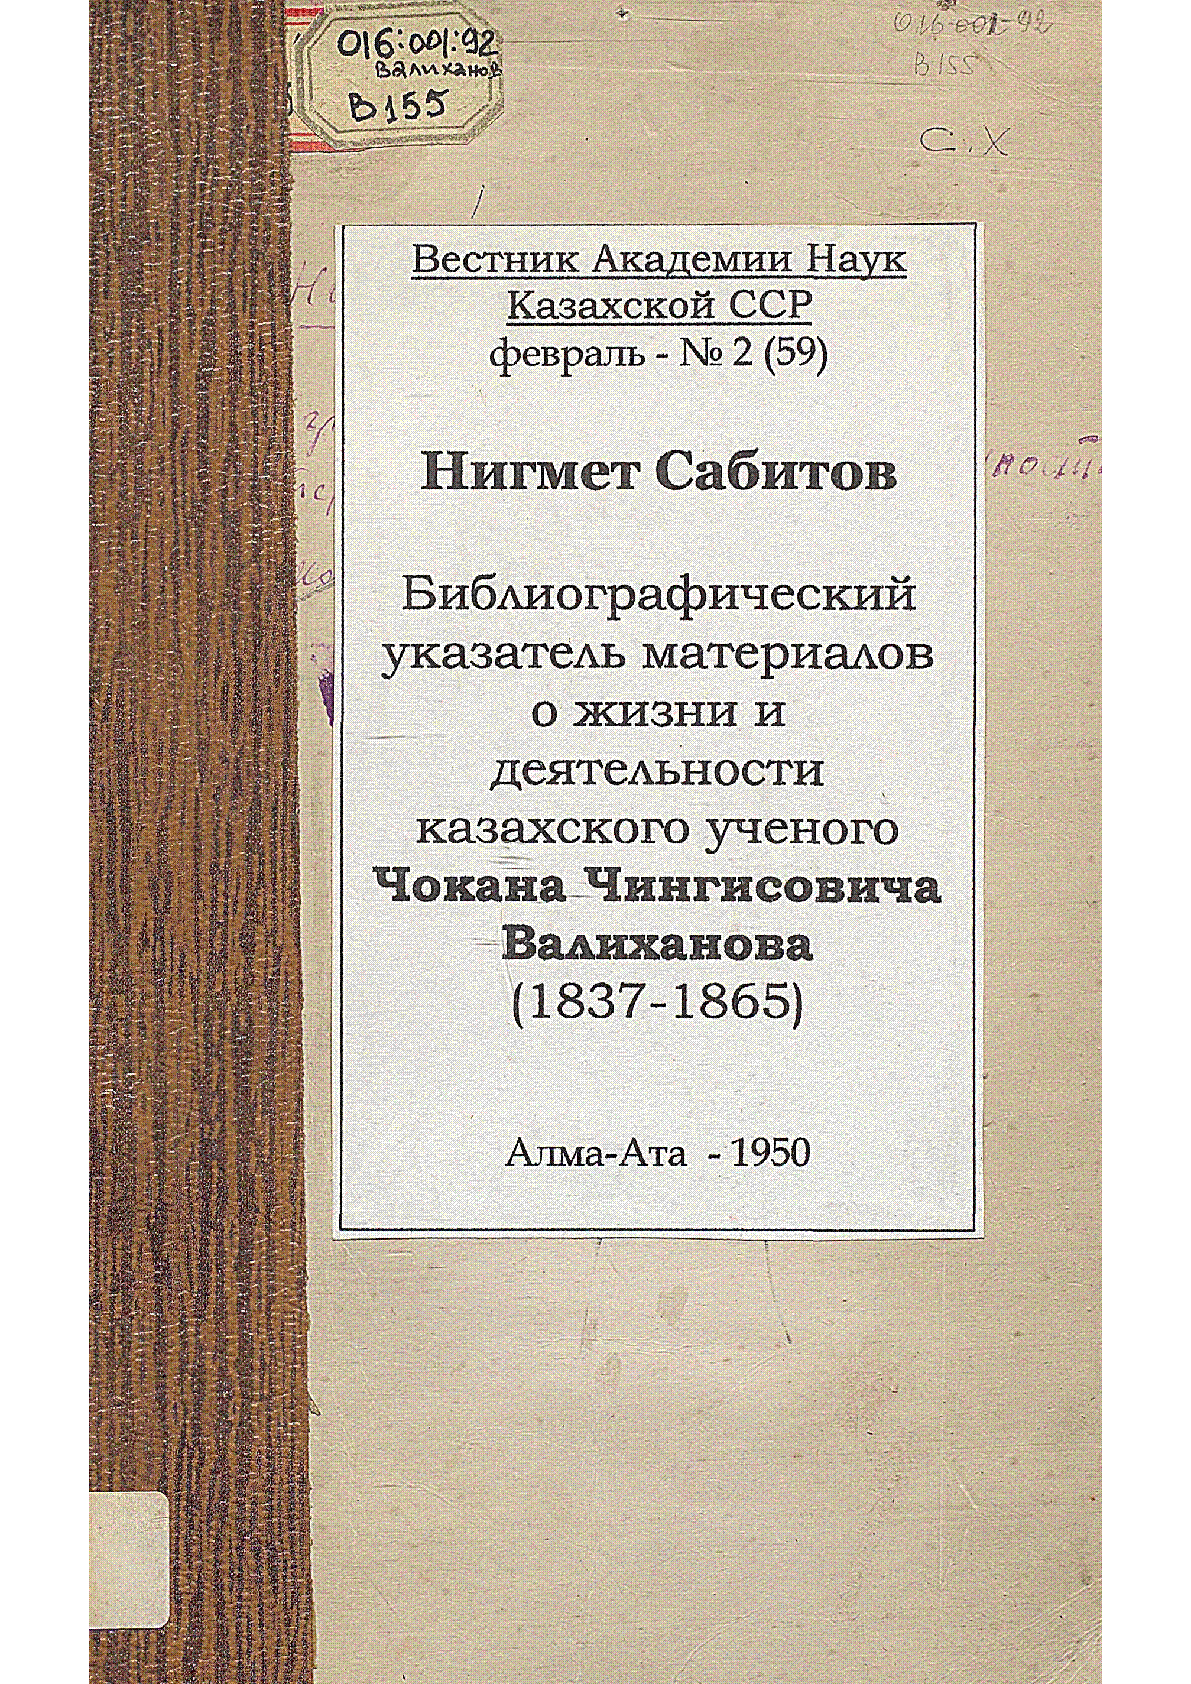 016:001:92
Валиханов
В155
016:001-92
В155
С.Х
Вестник Академии Наук
Казахской ССР
февраль - № 2 (59)
Нигмет Сабитов
Библиографический
указатель материалов
о жизни и
деятельности
казахского ученого
Чокана Чингисовича
Валиханова
(1837-1865)
Алма-Ата - 1950